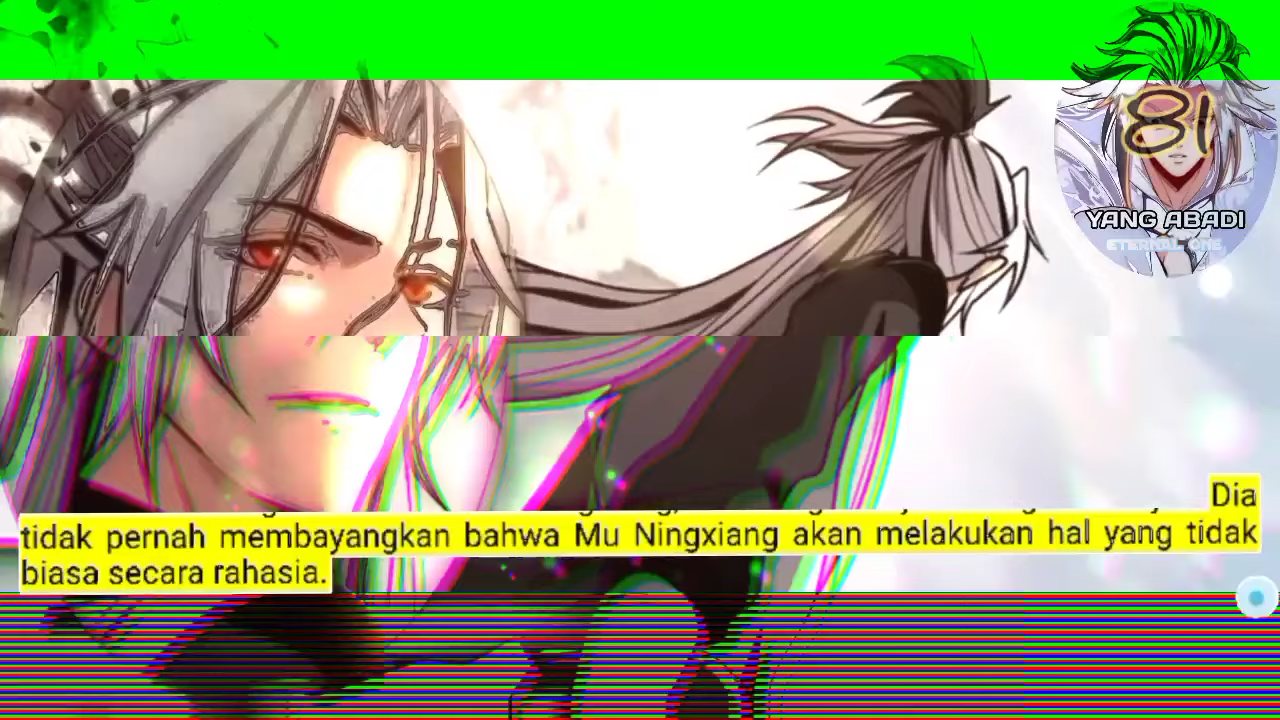 81
YANG ABADI
ETERNAL ONE
Dia
tidak pernah membayangkan bahwa Mu Ningxiang akan melakukan hal yang tidak
biasa secara rahasia.